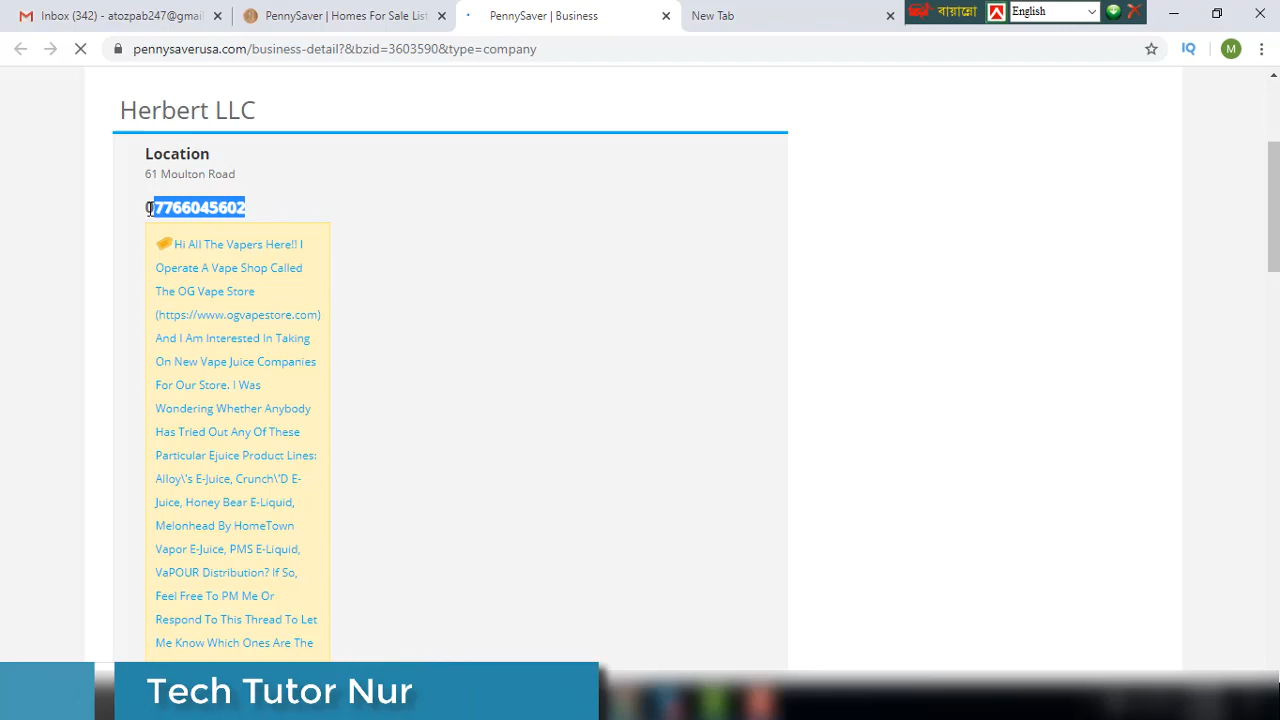 Inbox (342) - atozpab247@gmai
PennySaver | Homes For Sale List
PennySaver | Business
New Tab
বায়ান্নো
English
pennysaverusa.com/business-detail?&bzid=3603590&type=company
IQ
M
Herbert LLC
Location
61 Moulton Road
07766045602
Hi All The Vapers Here!! I
Operate A Vape Shop Called
The OG Vape Store
(https://www.ogvapestore.com)
And I Am Interested In Taking
On New Vape Juice Companies
For Our Store. I Was
Wondering Whether Anybody
Has Tried Out Any Of These
Particular Ejuice Product Lines:
Alloy\'s E-Juice, Crunch\'D E-
Juice, Honey Bear E-Liquid,
Melonhead By HomeTown
Vapor E-Juice, PMS E-Liquid,
VaPOUR Distribution? If So,
Feel Free To PM Me Or
Respond To This Thread To Let
Me Know Which Ones Are The
Tech Tutor Nur